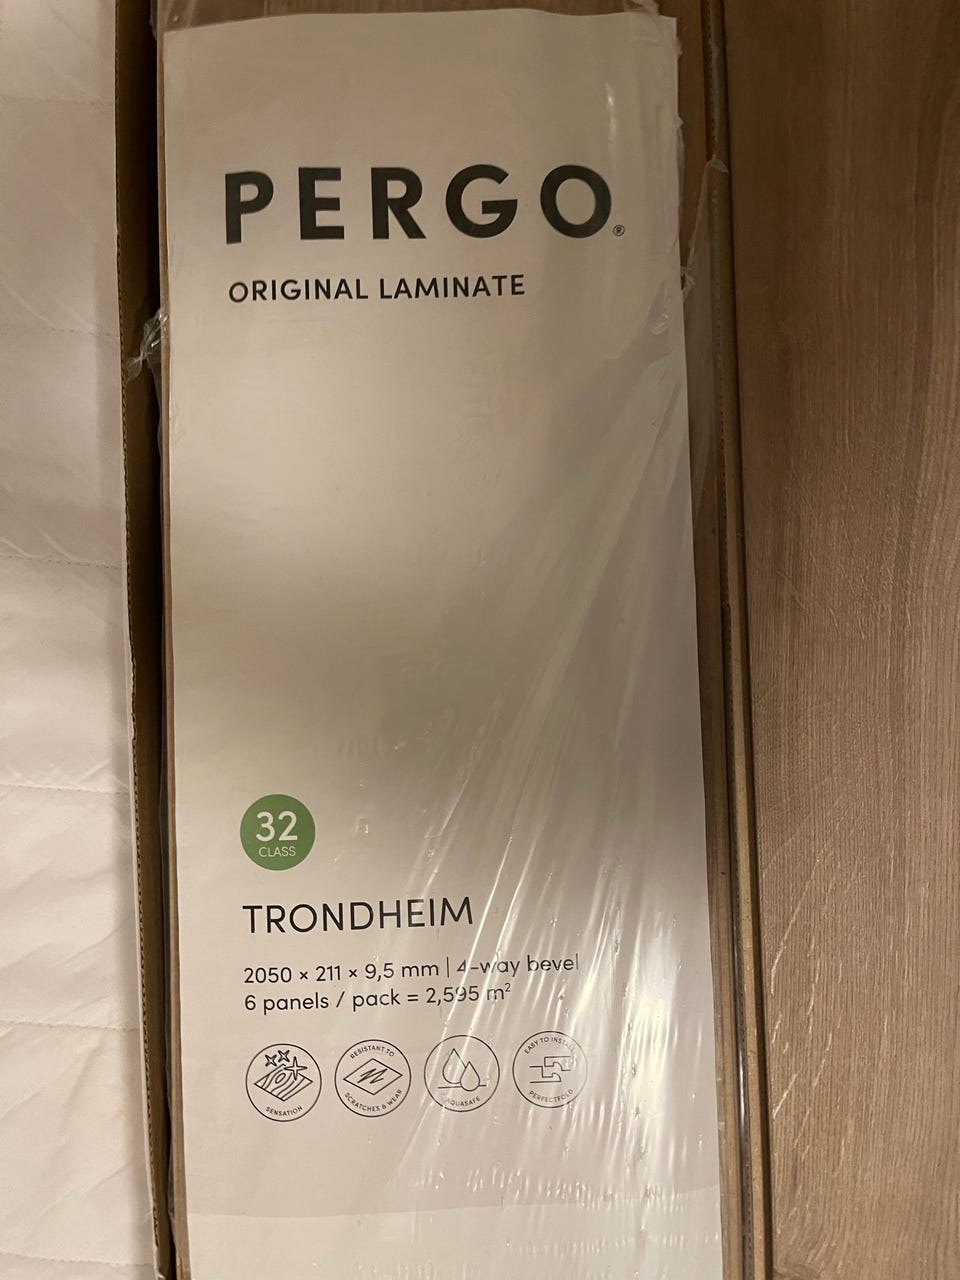 PERGO®
ORIGINAL LAMINATE
32
CLASS
TRONDHEIM
2050 × 211 × 9,5 mm | 4-way bevel
6 panels / pack = 2,595 m²
SENSATION
RESISTANT TO
SCRATCHES & WEAR
AQUASAFE
EASY TO INSTALL
PERFECTFOLD